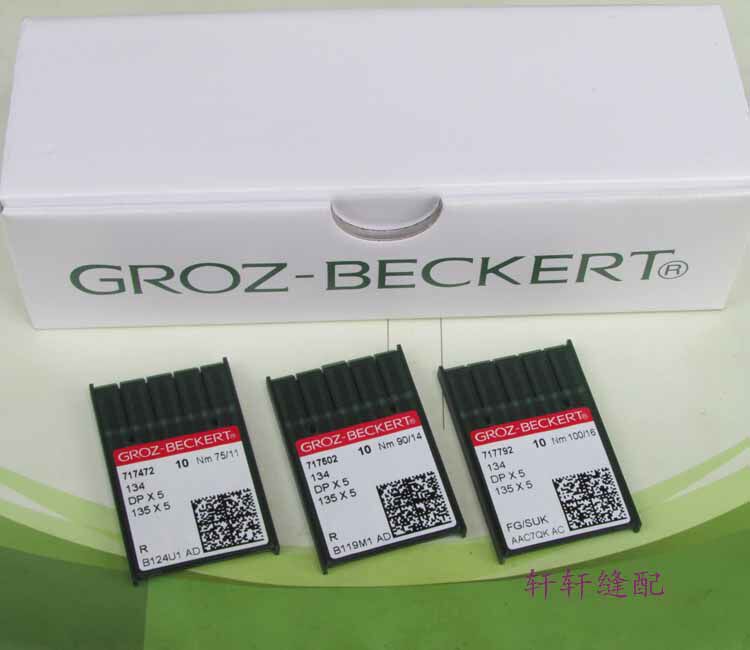 GROZ-BECKERT®
GROZ-BECKERT®
717472 10 Nm 75/11
134
DP X 5
135 X 5
R
B124U1 AD
GROZ-BECKERT®
717502 10 Nm 90/14
134
DP X 5
135 X 5
R
B119M1 AD
GROZ-BECKERT®
717792 10 Nm 100/16
134
DP X 5
135 X 5
FG/SUK
AAC7QK AC
轩轩缝配